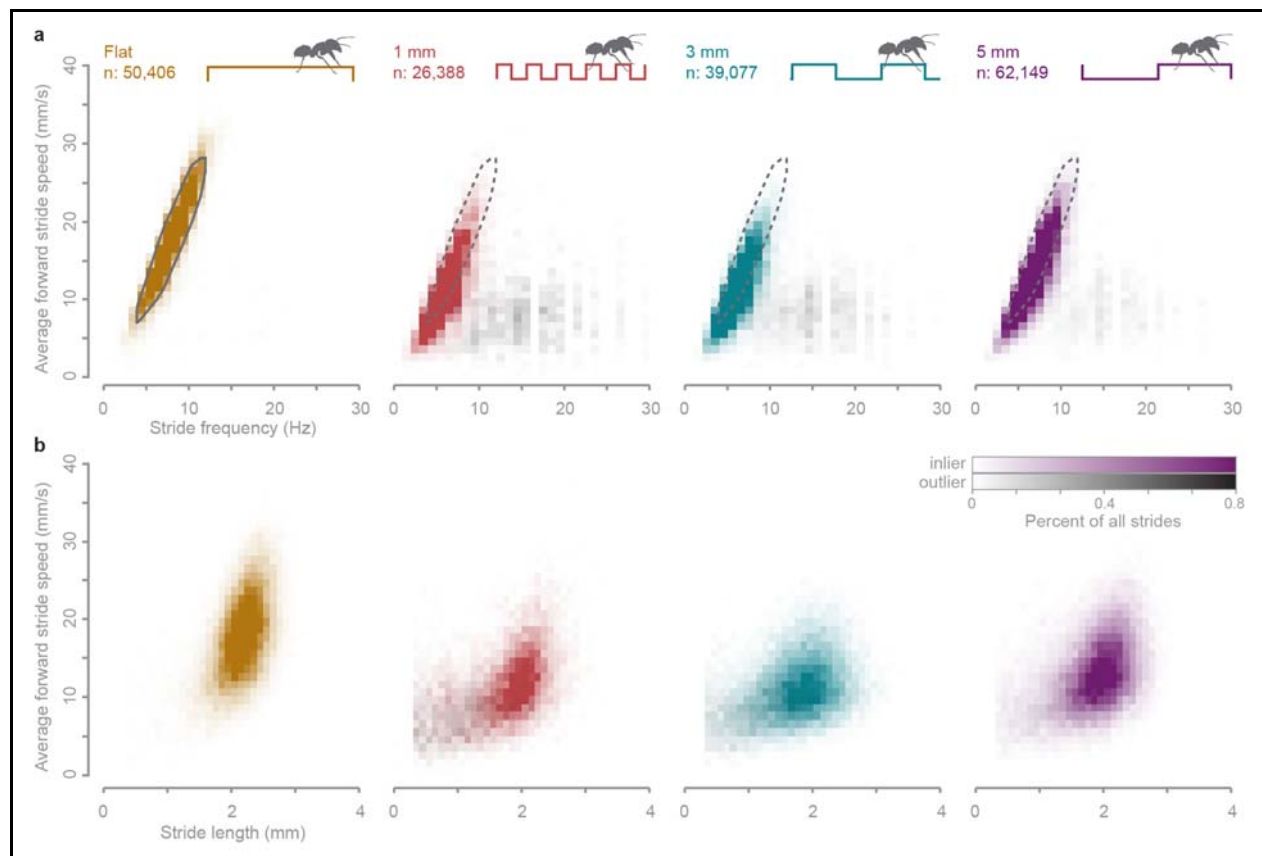 a
Flat
n: 50,406
1 mm
n: 26,388
3 mm
n: 39,077
5 mm
n: 62,149
Average forward stride speed (mm/s)
40
30
20
10
0
0 10 20 30
0 10 20 30
0 10 20 30
0 10 20 30
Stride frequency (Hz)
b
inlier
outlier
0 0.4 0.8
Percent of all strides
Average forward stride speed (mm/s)
40
30
20
10
0
0 2 4
0 2 4
0 2 4
0 2 4
Stride length (mm)